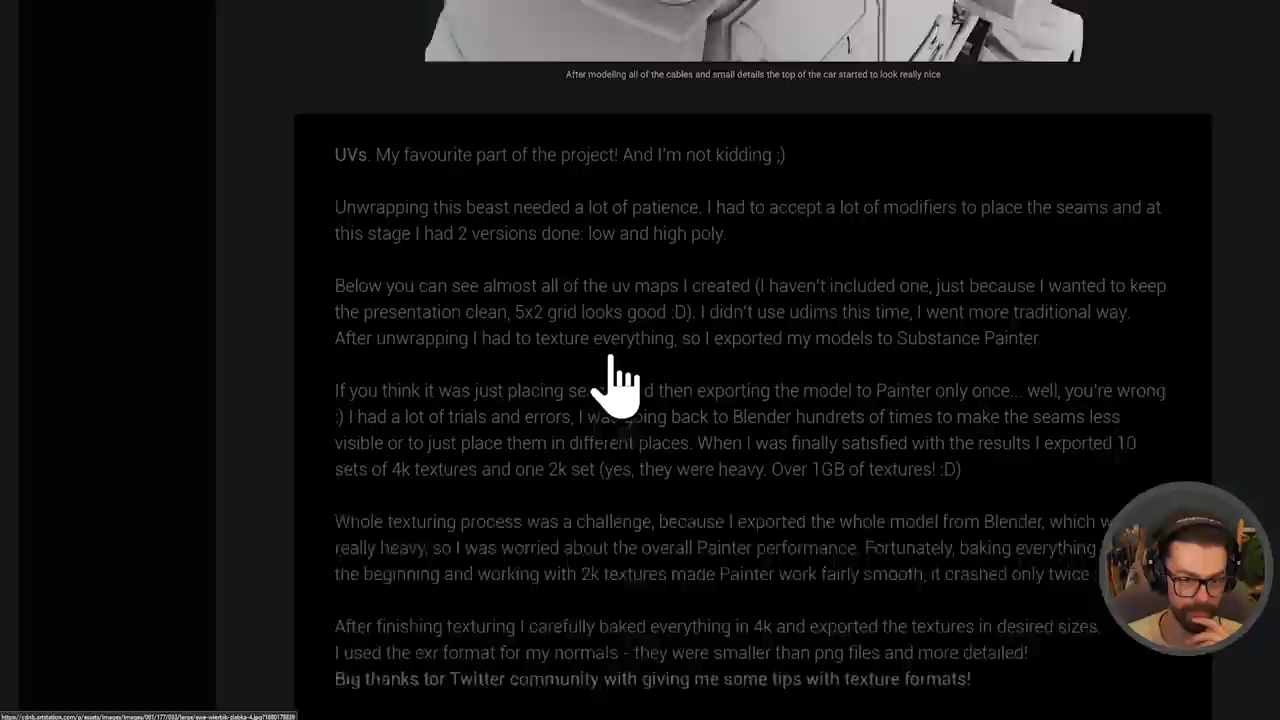 After modeling all of the cables and small details the top of the car started to look really nice
UVs. My favourite part of the project! And I'm not kidding ;)
Unwrapping this beast needed a lot of patience. I had to accept a lot of modifiers to place the seams and at
this stage I had 2 versions done: low and high poly.
Below you can see almost all of the uv maps I created (I haven't included one, just because I wanted to keep
the presentation clean, 5x2 grid looks good :D). I didn't use udims this time, I went more traditional way.
After unwrapping I had to texture everything, so I exported my models to Substance Painter
If you think it was just placing then exporting the model to Painter only once... well, you're wrong
:) I had a lot of trials and errors, I back to Blender hundrets of times to make the seams less
visible or to just place them in different places. When I was finally satisfied with the results I exported 10
sets of 4k textures and one 2k set (yes, they were heavy. Over 1GB of textures! :D)
Whole texturing process was a challenge, because I exported the whole model from Blender, which
really heavy, so I was worried about the overall Painter performance. Fortunately, baking everything
the beginning and working with 2k textures made Painter work fairly smooth, it crashed only twice
After finishing texturing I carefully baked everything in 4k and exported the textures in desired sizes.
I used the exr format for my normals - they were smaller than png files and more detailed!
Big thanks for Twitter community with giving me some tips with texture formats!